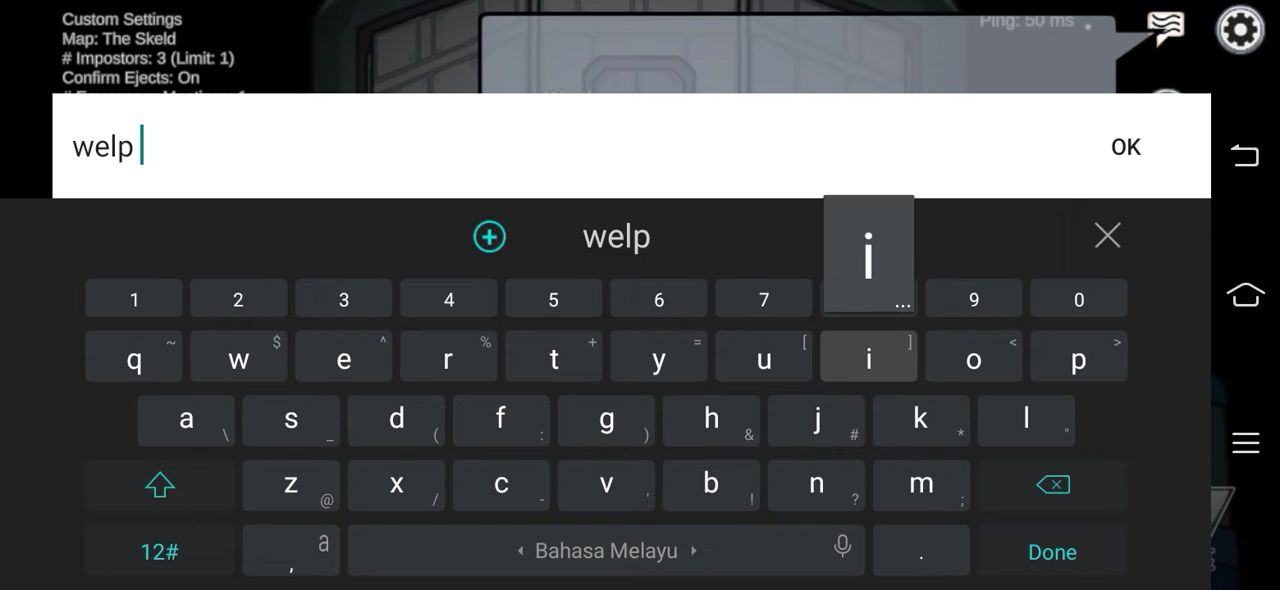 Custom Settings
Map: The Skeld
# Impostors: 3 (Limit: 1)
Confirm Ejects: On
Ping: 50 ms
welp
OK
welp
i
...
1 2 3 4 5 6 7 9 0
q ~ w $ e ^ r % t + y = u [ i ] o < p >
a \ s _ d ( f : g ) h & j # k * l "
z @ x / c - v ' b ! n ? m ;
12# , a Bahasa Melayu . Done